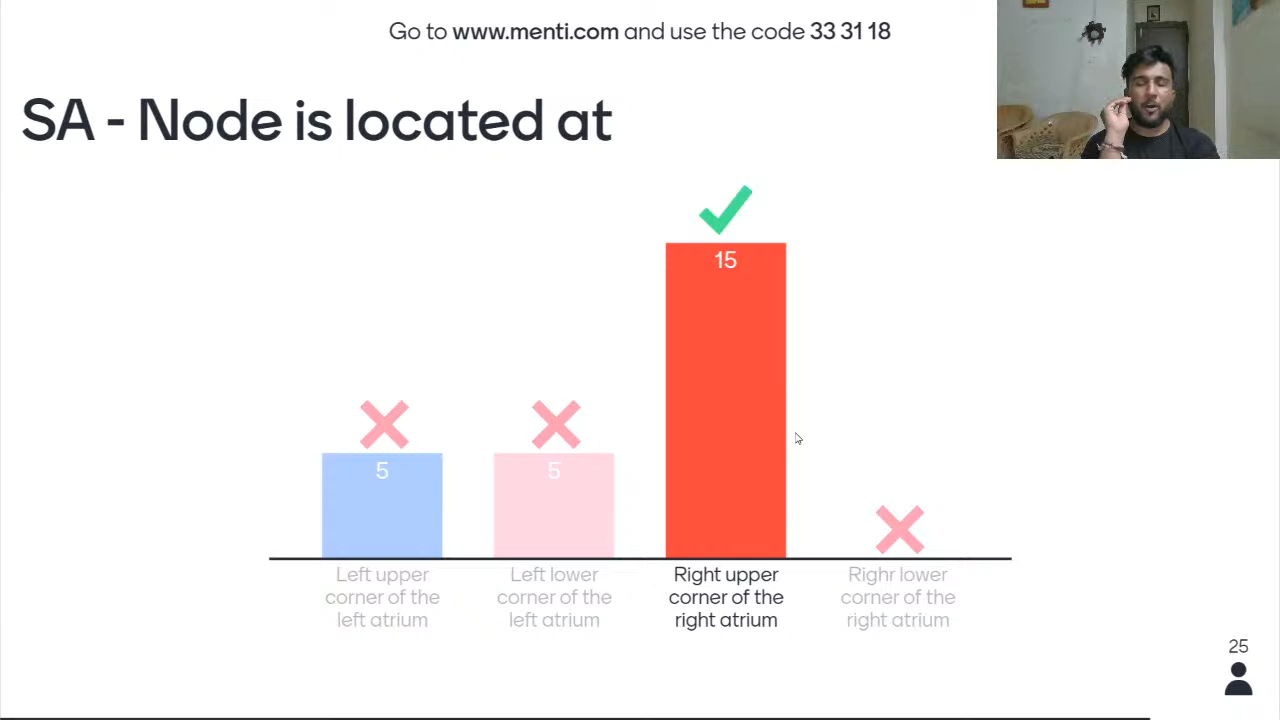 Go to www.menti.com and use the code 33 31 18
SA - Node is located at
15
5
5
Left upper
corner of the
left atrium
Left lower
corner of the
left atrium
Right upper
corner of the
right atrium
Righr lower
corner of the
right atrium
25